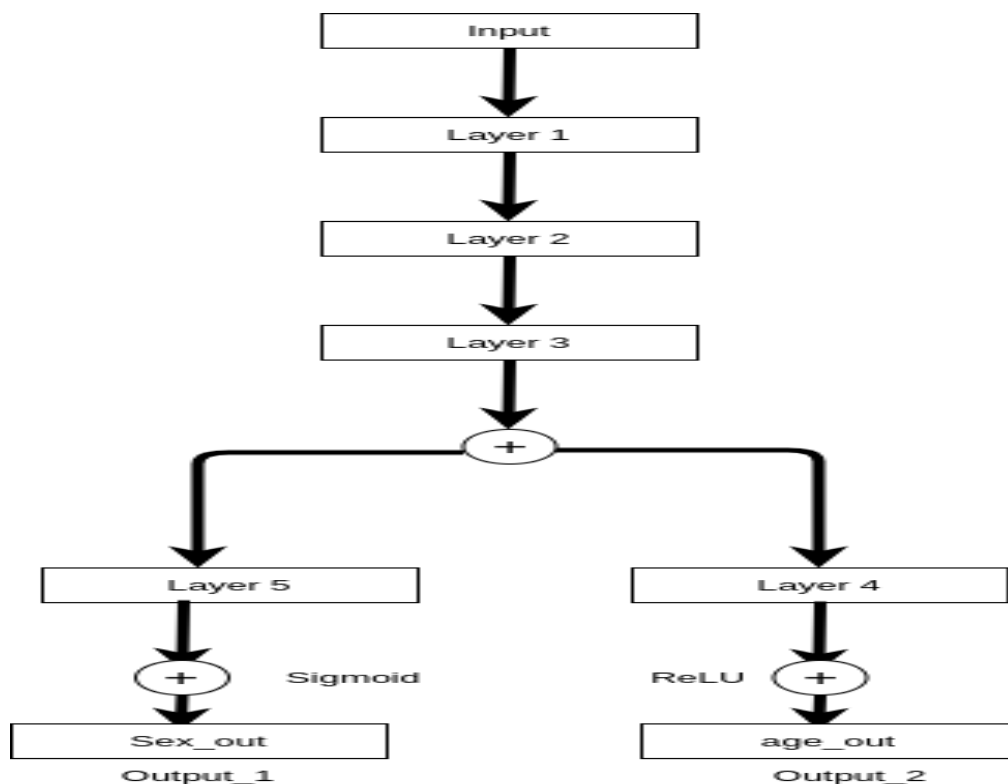 Input
Layer 1
Layer 2
Layer 3
+
Layer 5
Layer 4
+
Sigmoid
ReLU
+
Sex_out
age_out
Output_1
Output_2